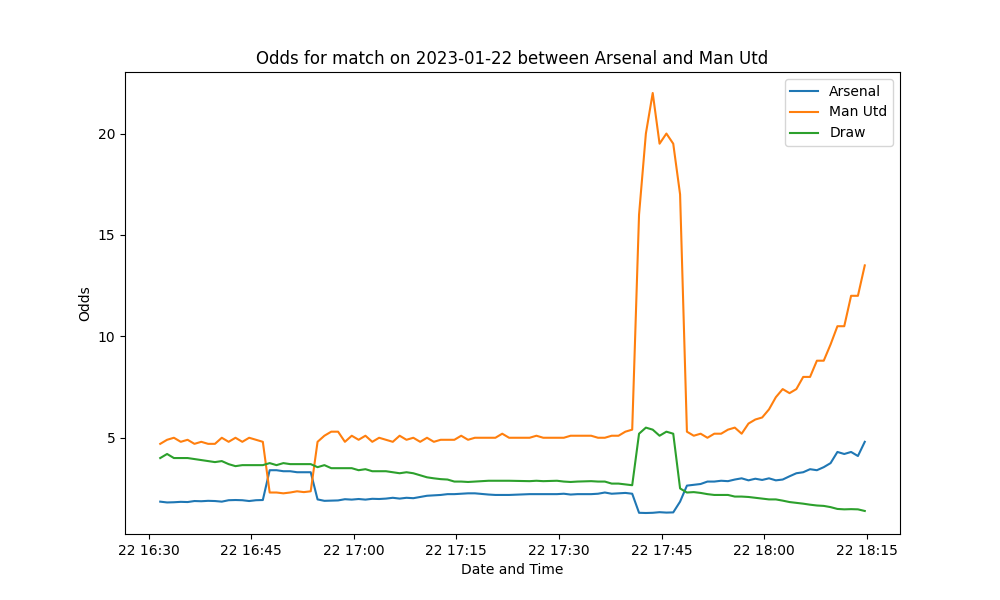 Odds for match on 2023-01-22 between Arsenal and Man Utd
Arsenal
Man Utd
Draw
20
15
10
5
Odds
22 16:30 22 16:45 22 17:00 22 17:15 22 17:30 22 17:45 22 18:00 22 18:15
Date and Time